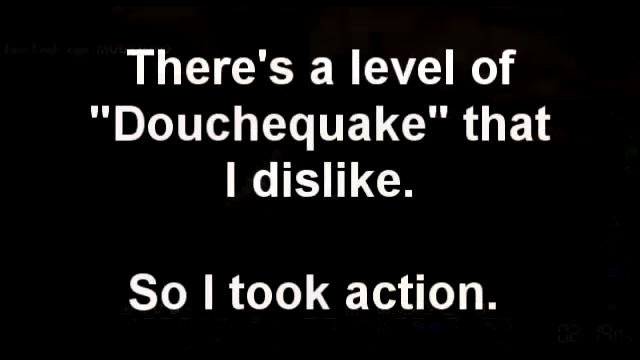 There's a level of
"Douchequake" that
I dislike.
So I took action.